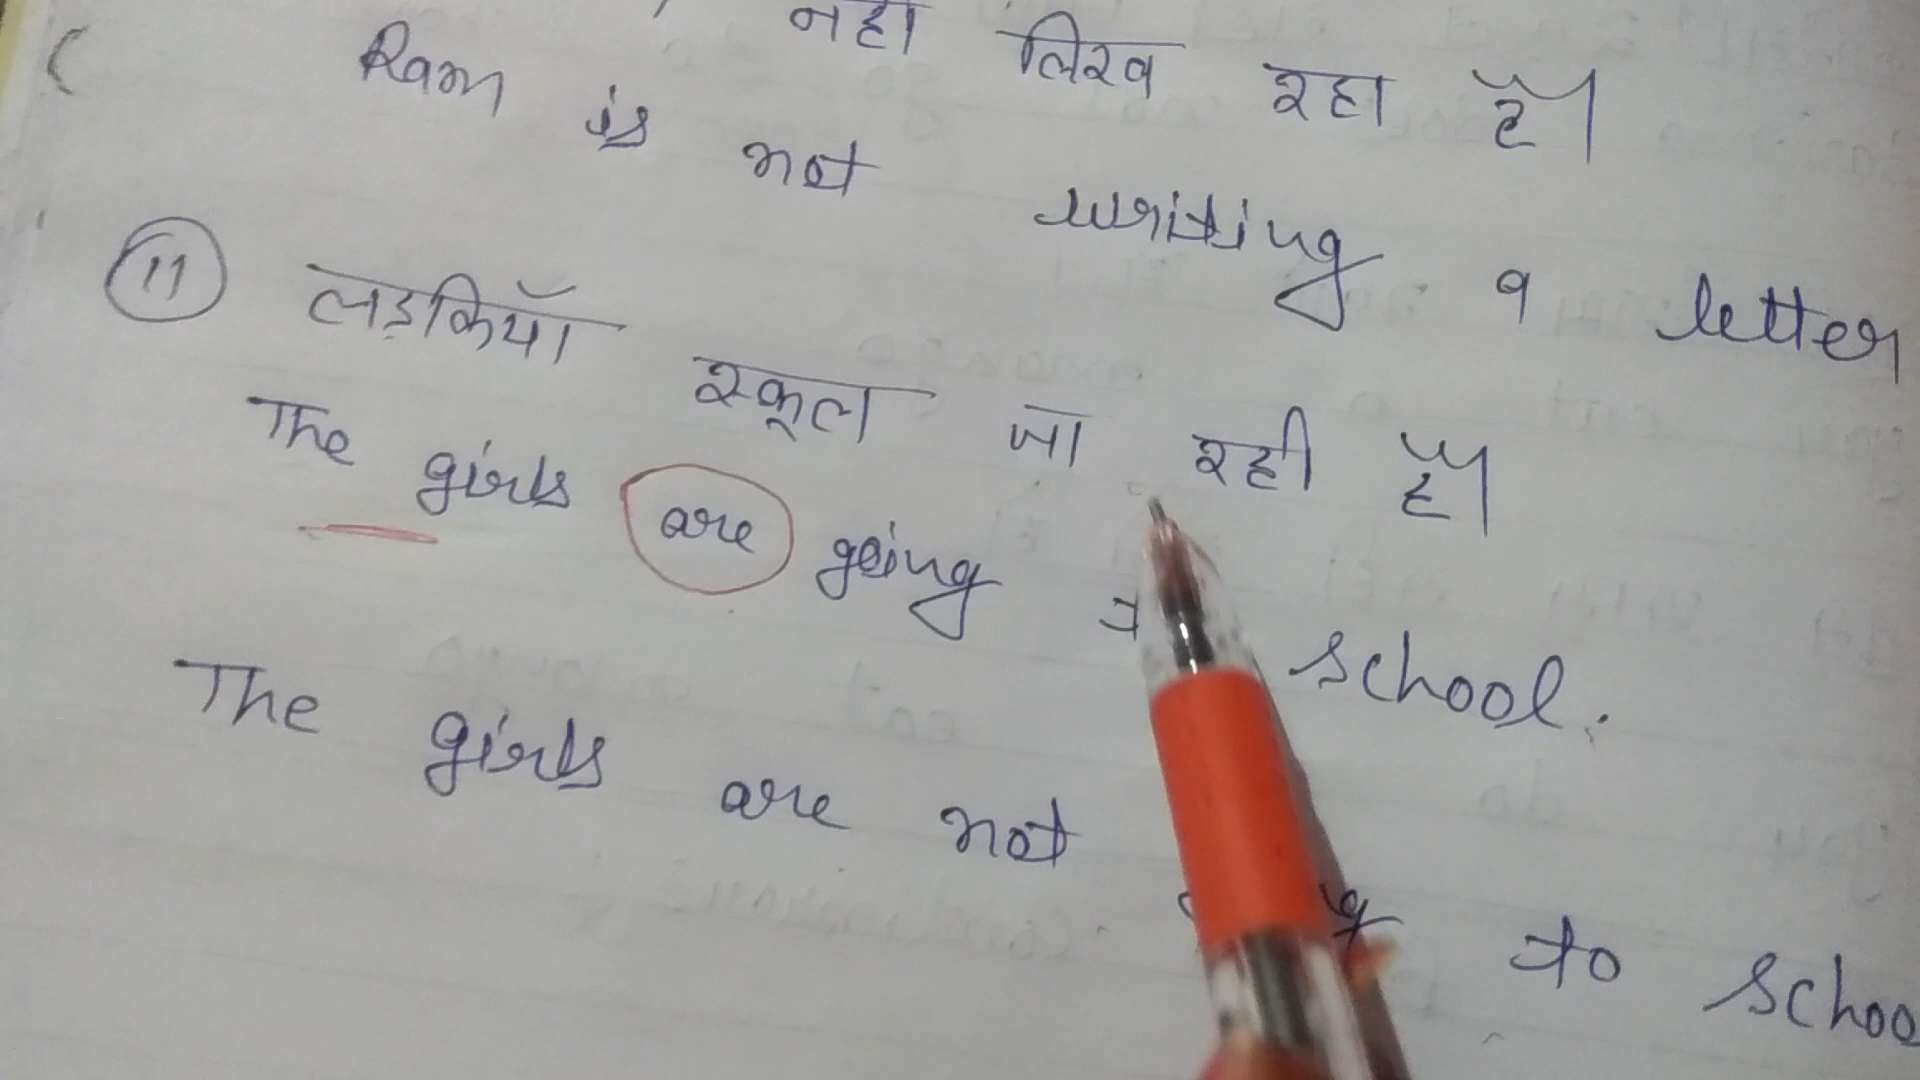 नहीं लिख रहा हैं।
Ram is not writing a letter
11 लड़कियाँ स्कूल जा रही हैं।
The girls are going school.
The girls are not to schoo